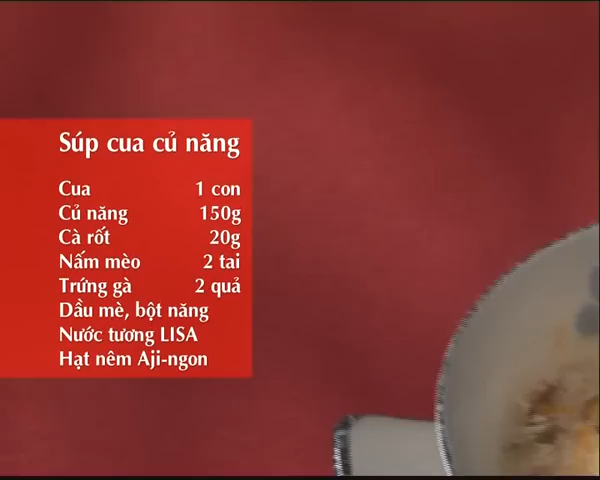 Súp cua củ năng
Cua 1 con
Củ năng 150g
Cà rốt 20g
Nấm mèo 2 tai
Trứng gà 2 quả
Dầu mè, bột năng
Nước tương LISA
Hạt nêm Aji-ngon